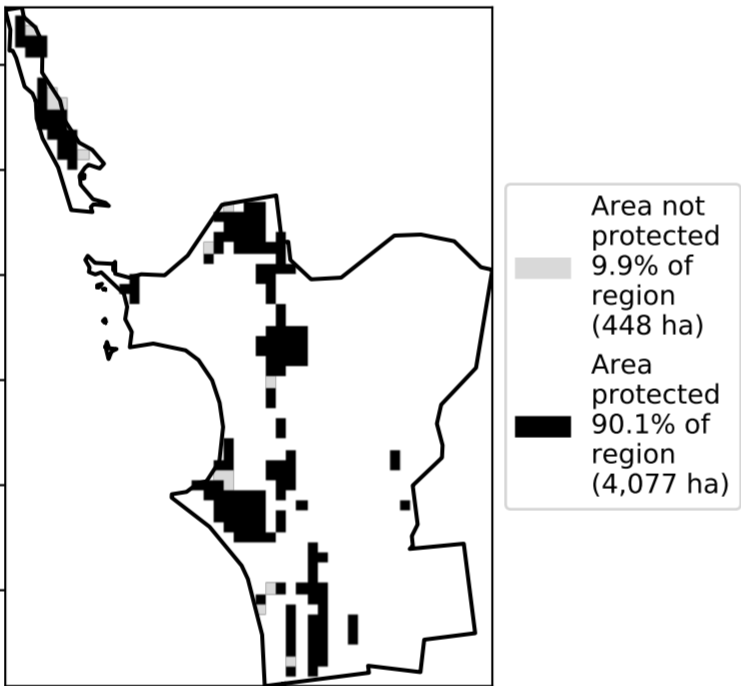 Area not
protected
9.9% of
region
(448 ha)
Area
protected
90.1% of
region
(4,077 ha)